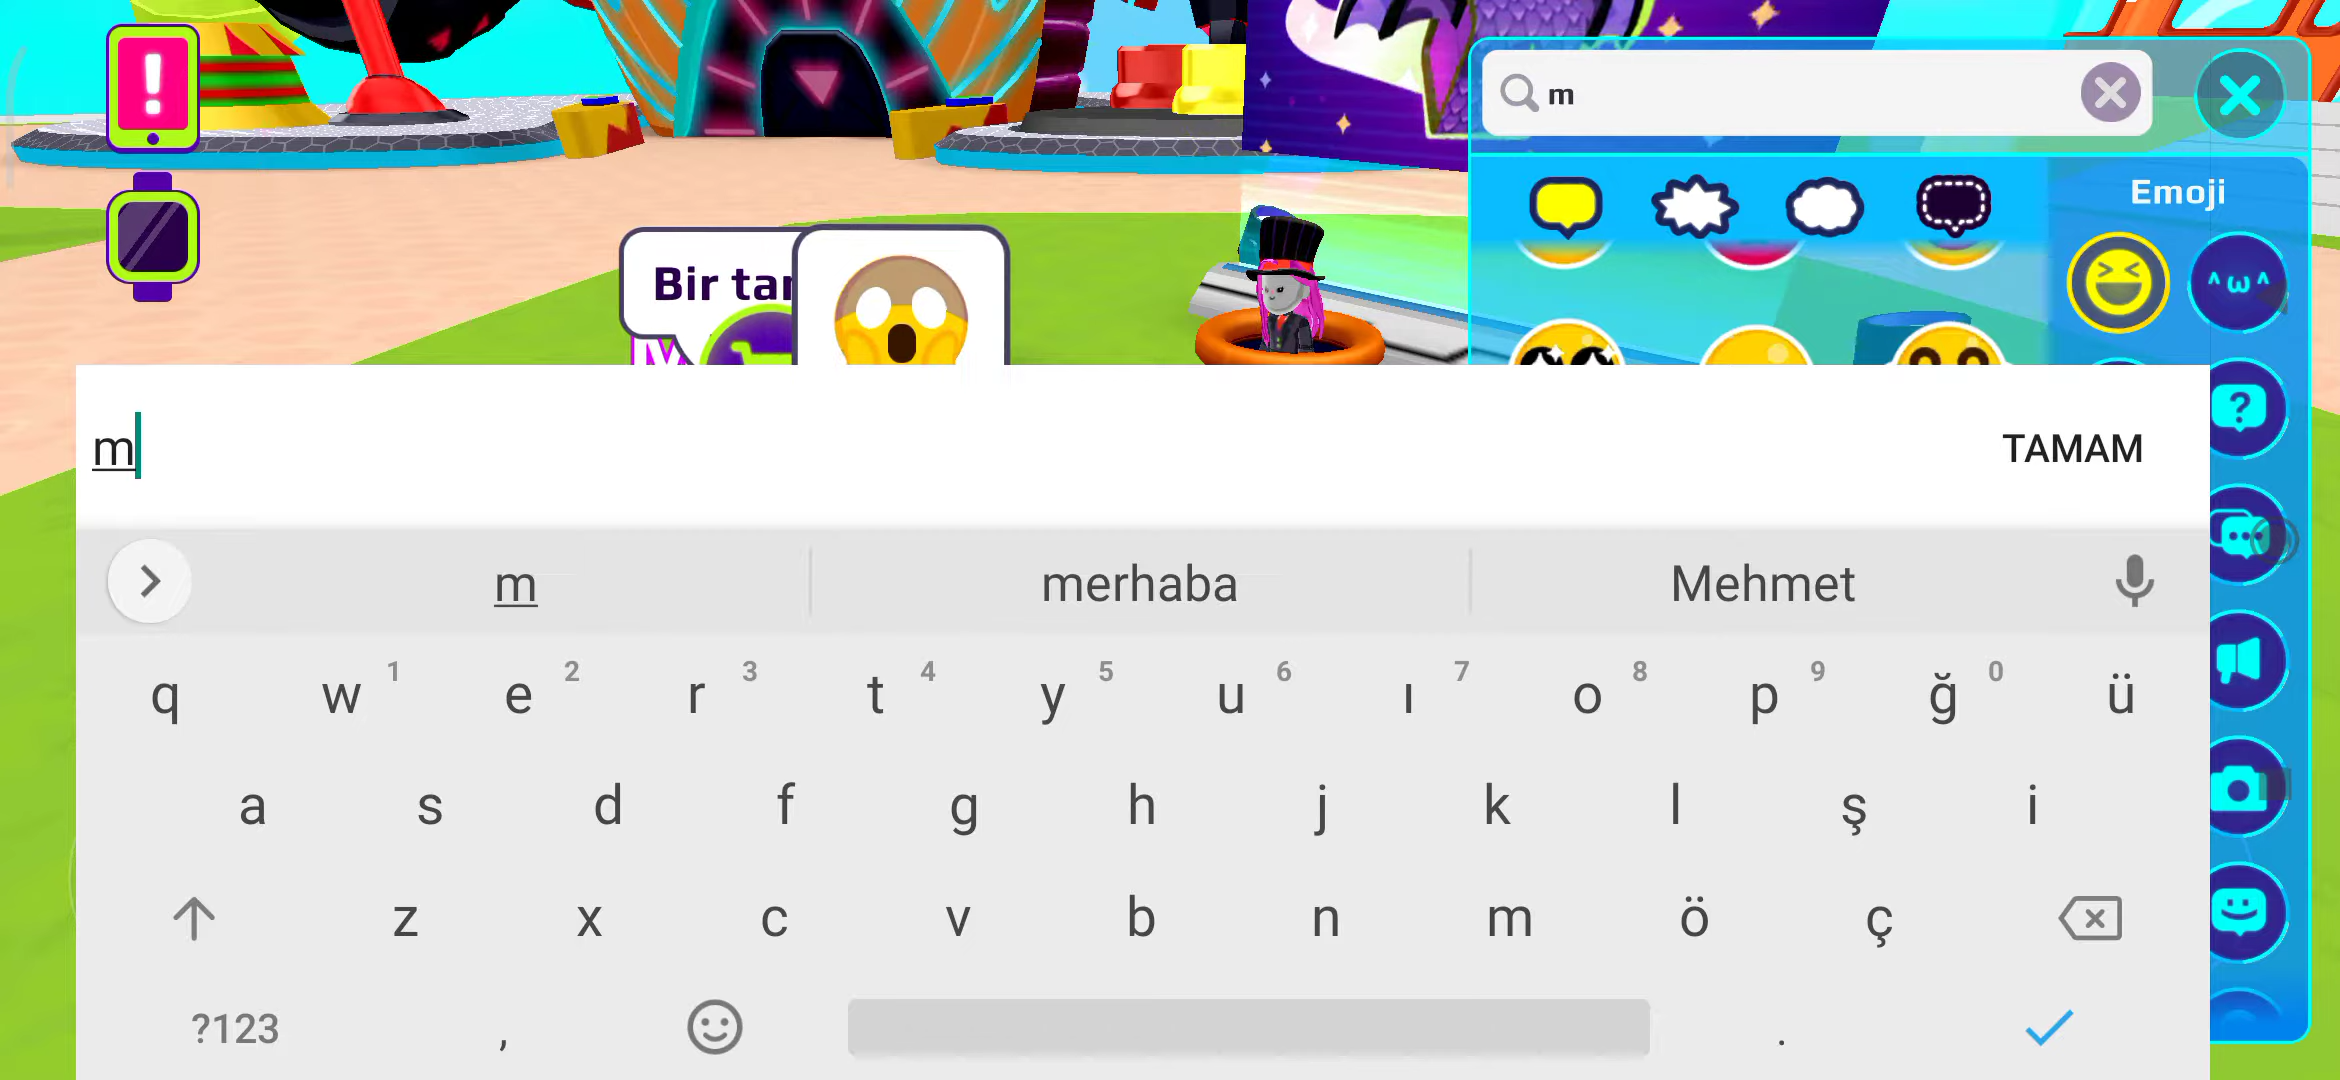 m
Emoji
^ω^
Bir tar
m
TAMAM
m merhaba Mehmet
q w 1 e 2 r 3 t 4 y 5 u 6 ı 7 o 8 p 9 ğ 0 ü
a s d f g h j k l ş i
z x c v b n m ö ç
?123 , .